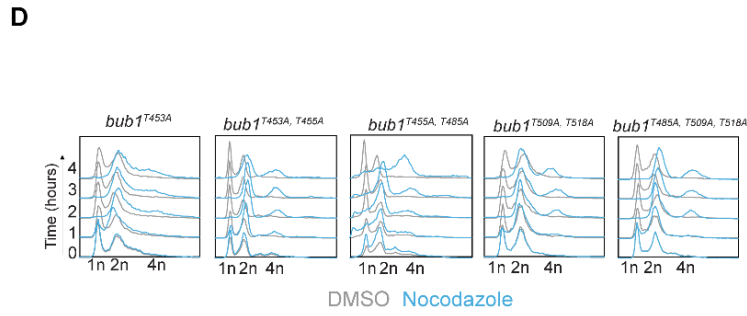 D
bub1T453A
bub1T453A, T455A
bub1T455A, T485A
bub1T509A, T518A
bub1T485A, T509A, T518A
Time (hours)
4
3
2
1
0
1n 2n 4n
1n 2n 4n
1n 2n 4n
1n 2n 4n
1n 2n 4n
DMSO Nocodazole